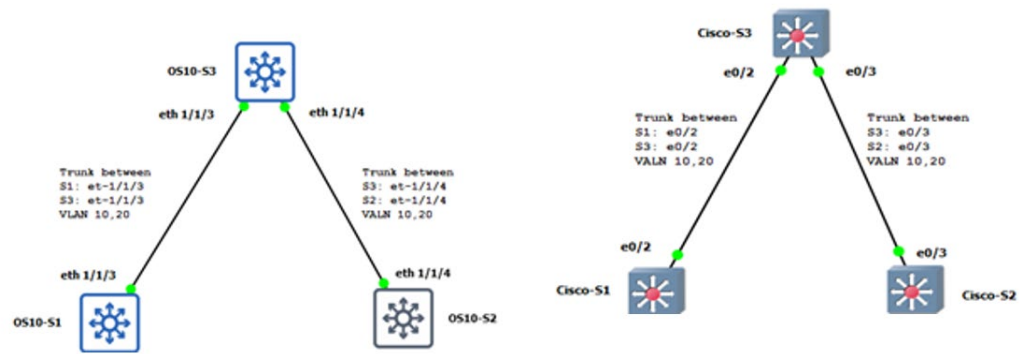 OS10-S3
eth 1/1/3
eth 1/1/4
Trunk between
S1: et-1/1/3
S3: et-1/1/3
VLAN 10,20
Trunk between
S3: et-1/1/4
S2: et-1/1/4
VALN 10,20
eth 1/1/3
eth 1/1/4
OS10-S1
OS10-S2
Cisco-S3
e0/2
e0/3
Trunk between
S1: e0/2
S3: e0/2
VALN 10,20
Trunk between
S3: e0/3
S2: e0/3
VALN 10,20
e0/2
e0/3
Cisco-S1
Cisco-S2